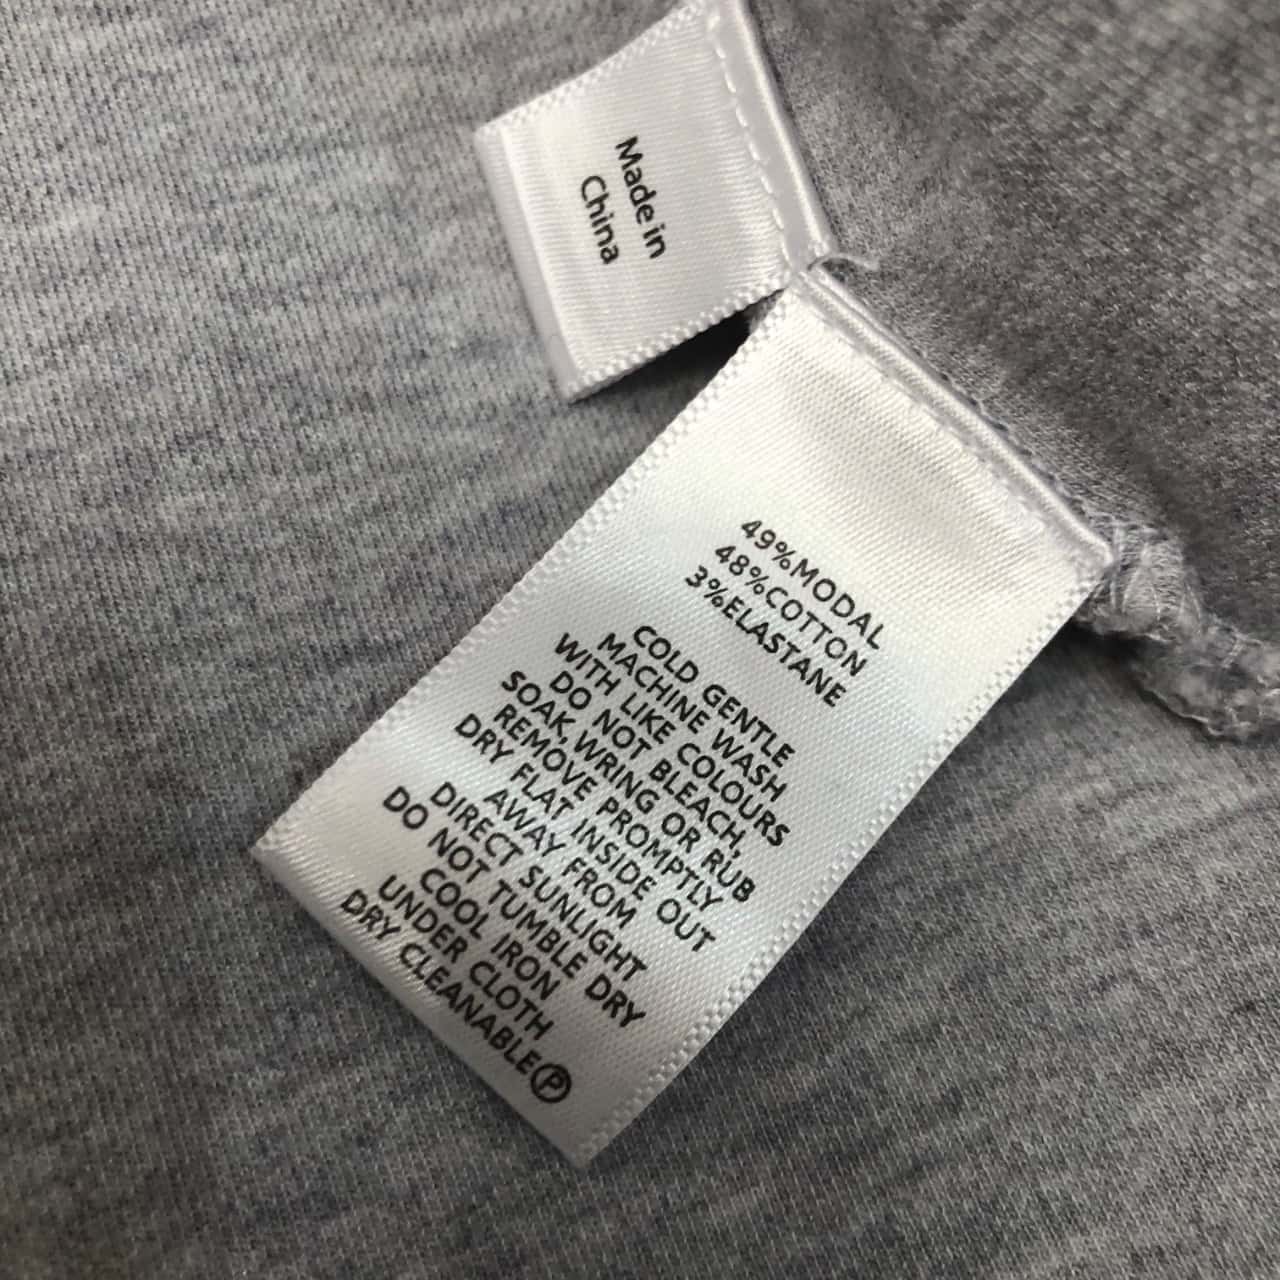 Made in
China
49%MODAL
48%COTTON
3%ELASTANE
COLD GENTLE
MACHINE WASH
WITH LIKE COLOURS
DO NOT BLEACH,
SOAK, WRING OR RUB
REMOVE PROMPTLY
DRY FLAT INSIDE OUT
AWAY FROM
DIRECT SUNLIGHT
DO NOT TUMBLE DRY
COOL IRON
UNDER CLOTH
DRY CLEANABLE Ⓟ